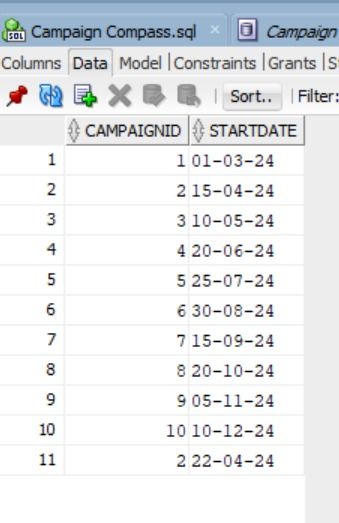 Campaign Compass.sql × Campaign
Columns Data Model Constraints Grants
Sort.. Filter:
CAMPAIGNID STARTDATE
1 1 01-03-24
2 2 15-04-24
3 3 10-05-24
4 4 20-06-24
5 5 25-07-24
6 6 30-08-24
7 7 15-09-24
8 8 20-10-24
9 9 05-11-24
10 10 10-12-24
11 2 22-04-24